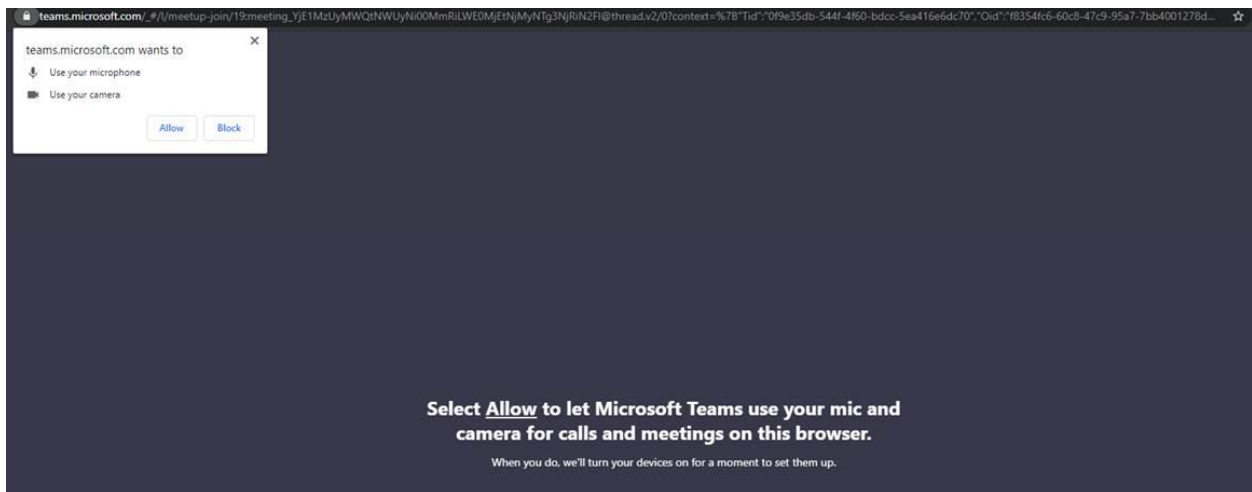 teams.microsoft.com/_#/l/meetup-join/19:meeting_YjE1MzUyMWQtNWUyNi00MmRiLWE0MjEtNjMyNTg3NjRiN2Fl@thread.v2/0?context=%7B"Tid":"0f9e35db-544f-4f60-bdcc-5ea416e6dc70","Oid":"f8354fc6-60c8-47c9-95a7-7bb4001278d...
teams.microsoft.com wants to
Use your microphone
Use your camera
Allow Block
Select Allow to let Microsoft Teams use your mic and
camera for calls and meetings on this browser.
When you do, we'll turn your devices on for a moment to set them up.